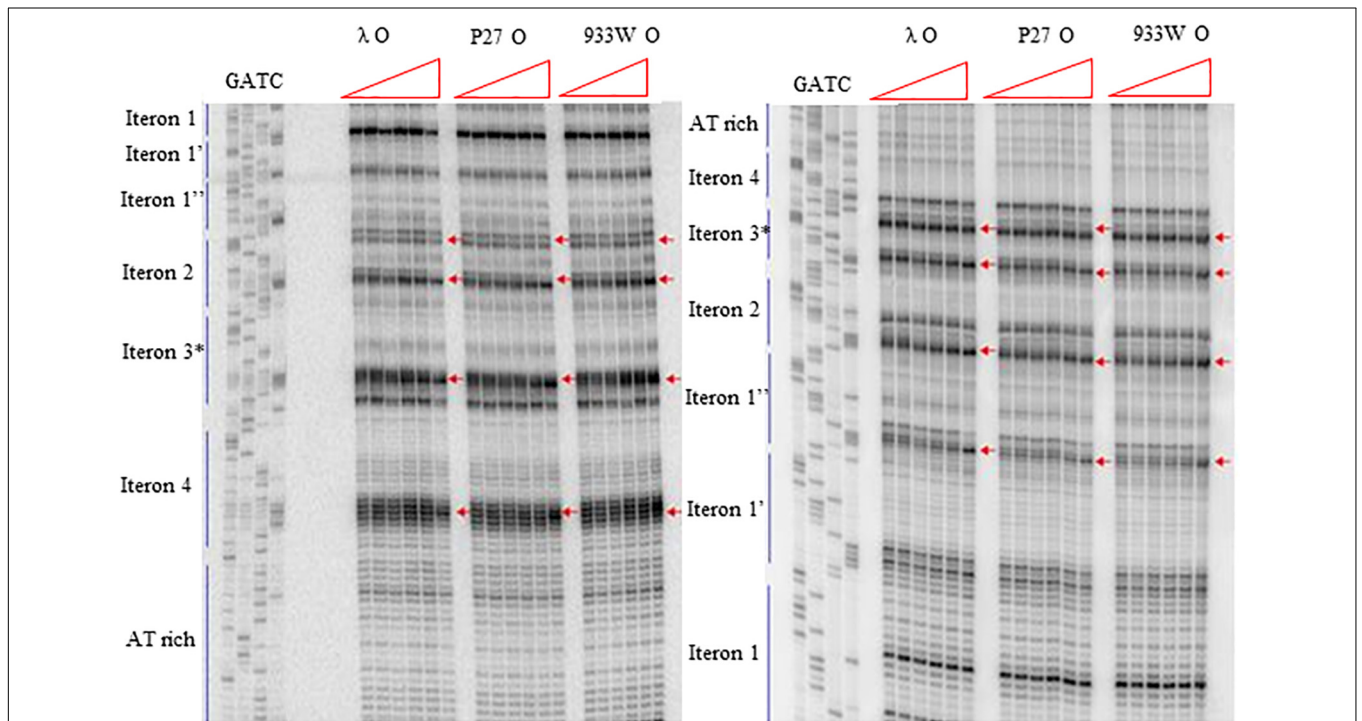 λ O P27 O 933W O
GATC
Iteron 1
Iteron 1'
Iteron 1''
Iteron 2
Iteron 3*
Iteron 4
AT rich
λ O P27 O 933W O
GATC
AT rich
Iteron 4
Iteron 3*
Iteron 2
Iteron 1''
Iteron 1'
Iteron 1